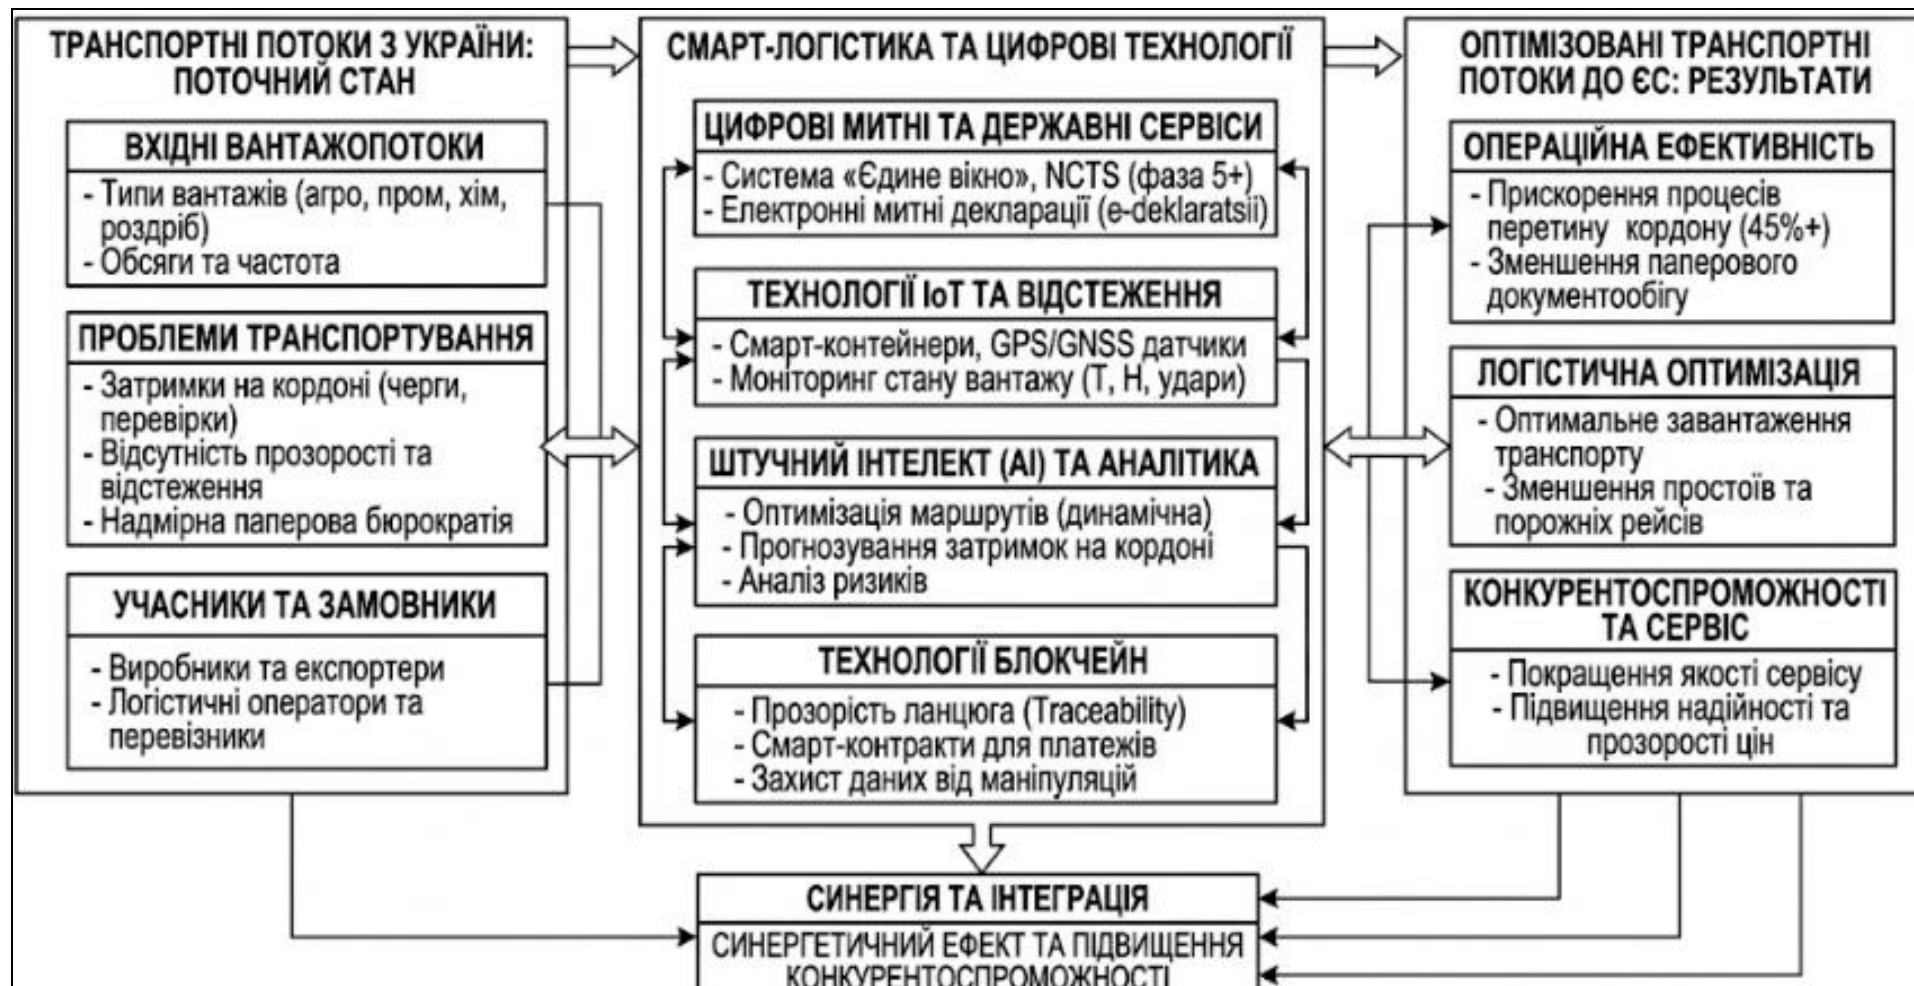 ТРАНСПОРТНІ ПОТОКИ З УКРАЇНИ:
ПОТОЧНИЙ СТАН
ВХІДНІ ВАНТАЖОПОТОКИ
- Типи вантажів (агро, пром, хім,
роздріб)
- Обсяги та частота
ПРОБЛЕМИ ТРАНСПОРТУВАННЯ
- Затримки на кордоні (черги,
перевірки)
- Відсутність прозорості та
відстеження
- Надмірна паперова бюрократія
УЧАСНИКИ ТА ЗАМОВНИКИ
- Виробники та експортери
- Логістичні оператори та
перевізники
СМАРТ-ЛОГІСТИКА ТА ЦИФРОВІ ТЕХНОЛОГІЇ
ЦИФРОВІ МИТНІ ТА ДЕРЖАВНІ СЕРВІСИ
- Система «Єдине вікно», NCTS (фаза 5+)
- Електронні митні декларації (e-deklaratsii)
ТЕХНОЛОГІЇ IoT ТА ВІДСТЕЖЕННЯ
- Смарт-контейнери, GPS/GNSS датчики
- Моніторинг стану вантажу (Т, Н, удари)
ШТУЧНИЙ ІНТЕЛЕКТ (AI) ТА АНАЛІТИКА
- Оптимізація маршрутів (динамічна)
- Прогнозування затримок на кордоні
- Аналіз ризиків
ТЕХНОЛОГІЇ БЛОКЧЕЙН
- Прозорість ланцюга (Traceability)
- Смарт-контракти для платежів
- Захист даних від маніпуляцій
ОПТІМІЗОВАНІ ТРАНСПОРТНІ
ПОТОКИ ДО ЄС: РЕЗУЛЬТАТИ
ОПЕРАЦІЙНА ЕФЕКТИВНІСТЬ
- Прискорення процесів
перетину кордону (45%+)
- Зменшення паперового
документообігу
ЛОГІСТИЧНА ОПТИМІЗАЦІЯ
- Оптимальне завантаження
транспорту
- Зменшення простоїв та
порожніх рейсів
КОНКУРЕНТОСПРОМОЖНОСТІ
ТА СЕРВІС
- Покращення якості сервісу
- Підвищення надійності та
прозорості цін
СИНЕРГІЯ ТА ІНТЕГРАЦІЯ
СИНЕРГЕТИЧНИЙ ЕФЕКТ ТА ПІДВИЩЕННЯ
КОНКУРЕНТОСПРОМОЖНОСТІ